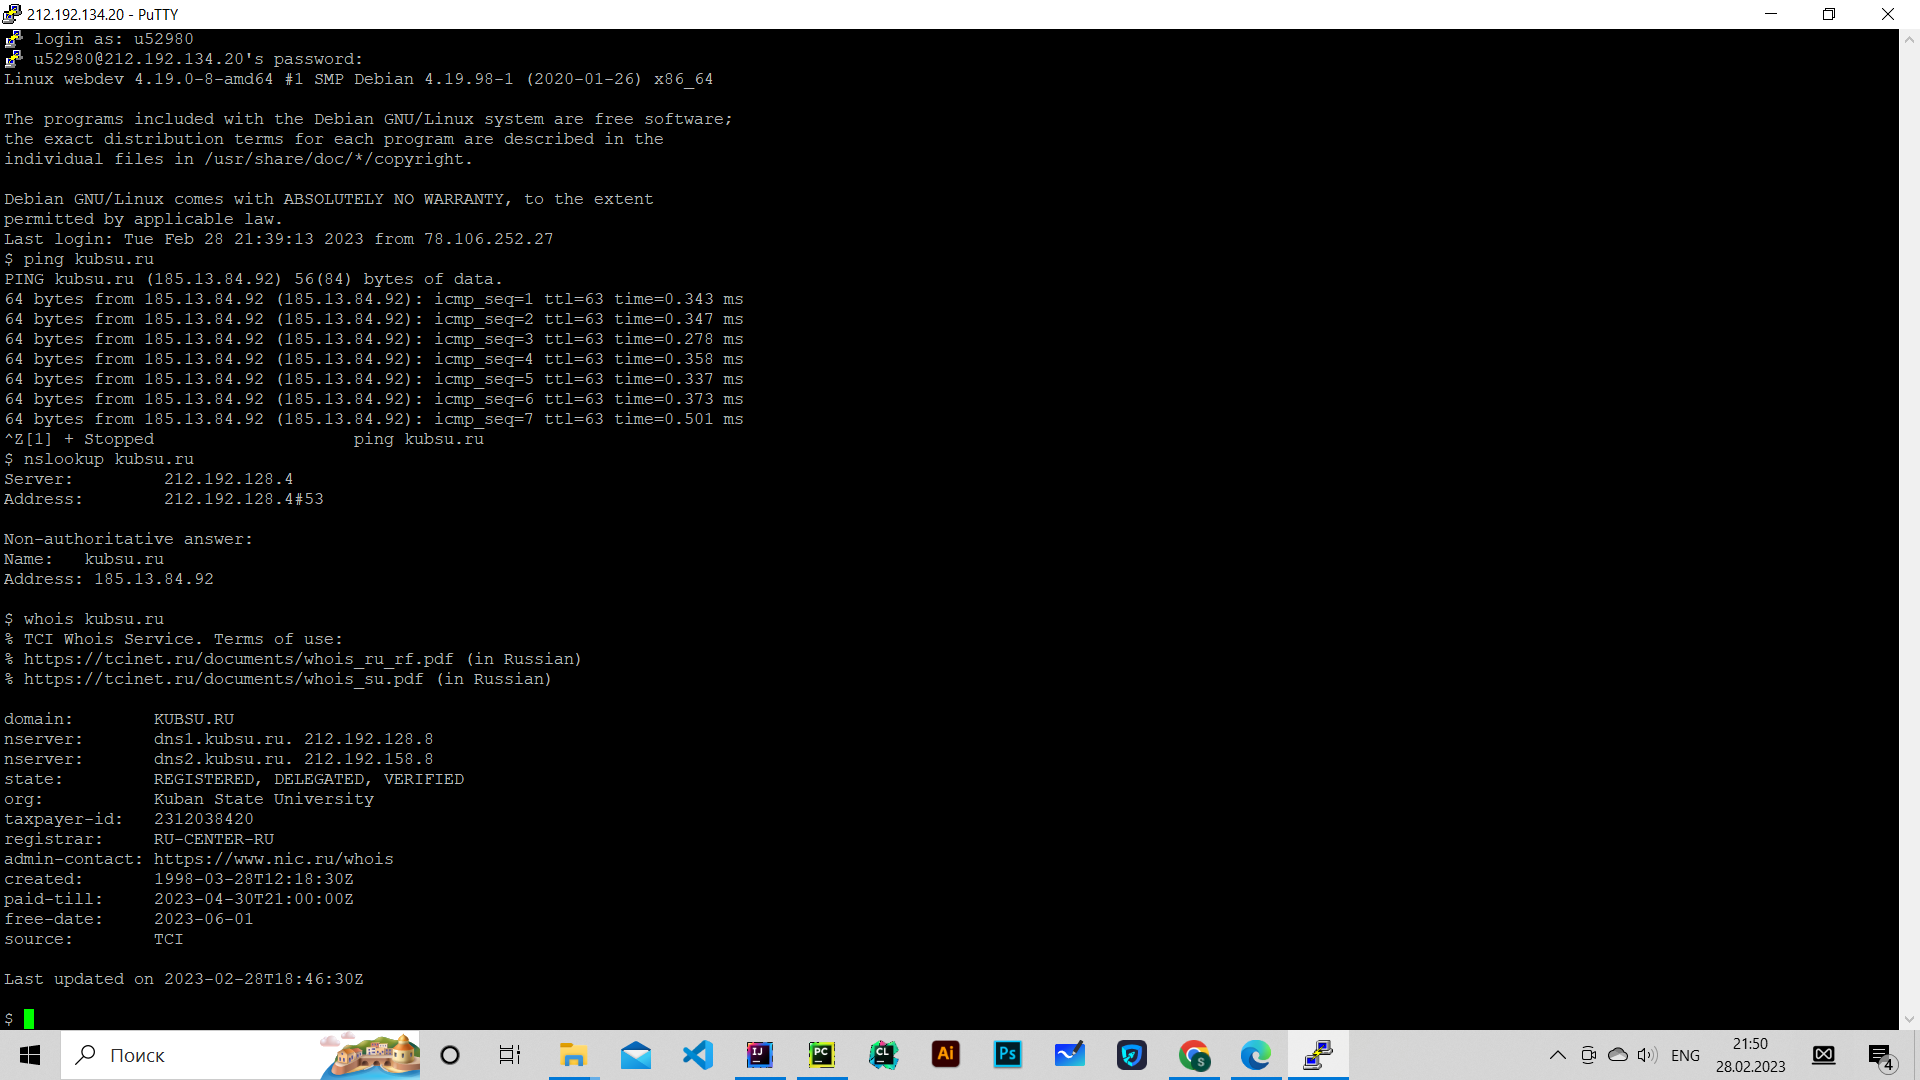 212.192.134.20 - PuTTY
login as: u52980
u52980@212.192.134.20's password:
Linux webdev 4.19.0-8-amd64 #1 SMP Debian 4.19.98-1 (2020-01-26) x86_64
The programs included with the Debian GNU/Linux system are free software;
the exact distribution terms for each program are described in the
individual files in /usr/share/doc/*/copyright.
Debian GNU/Linux comes with ABSOLUTELY NO WARRANTY, to the extent
permitted by applicable law.
Last login: Tue Feb 28 21:39:13 2023 from 78.106.252.27
$ ping kubsu.ru
PING kubsu.ru (185.13.84.92) 56(84) bytes of data.
64 bytes from 185.13.84.92 (185.13.84.92): icmp_seq=1 ttl=63 time=0.343 ms
64 bytes from 185.13.84.92 (185.13.84.92): icmp_seq=2 ttl=63 time=0.347 ms
64 bytes from 185.13.84.92 (185.13.84.92): icmp_seq=3 ttl=63 time=0.278 ms
64 bytes from 185.13.84.92 (185.13.84.92): icmp_seq=4 ttl=63 time=0.358 ms
64 bytes from 185.13.84.92 (185.13.84.92): icmp_seq=5 ttl=63 time=0.337 ms
64 bytes from 185.13.84.92 (185.13.84.92): icmp_seq=6 ttl=63 time=0.373 ms
64 bytes from 185.13.84.92 (185.13.84.92): icmp_seq=7 ttl=63 time=0.501 ms
^Z[1] + Stopped                    ping kubsu.ru
$ nslookup kubsu.ru
Server:         212.192.128.4
Address:        212.192.128.4#53
Non-authoritative answer:
Name:   kubsu.ru
Address: 185.13.84.92
$ whois kubsu.ru
% TCI Whois Service. Terms of use:
% https://tcinet.ru/documents/whois_ru_rf.pdf (in Russian)
% https://tcinet.ru/documents/whois_su.pdf (in Russian)
domain:        KUBSU.RU
nserver:       dns1.kubsu.ru. 212.192.128.8
nserver:       dns2.kubsu.ru. 212.192.158.8
state:         REGISTERED, DELEGATED, VERIFIED
org:           Kuban State University
taxpayer-id:   2312038420
registrar:     RU-CENTER-RU
admin-contact: https://www.nic.ru/whois
created:       1998-03-28T12:18:30Z
paid-till:     2023-04-30T21:00:00Z
free-date:     2023-06-01
source:        TCI
Last updated on 2023-02-28T18:46:30Z
$
Поиск
IJ
PC
CL
Ai
Ps
S
ENG
21:50
28.02.2023
4